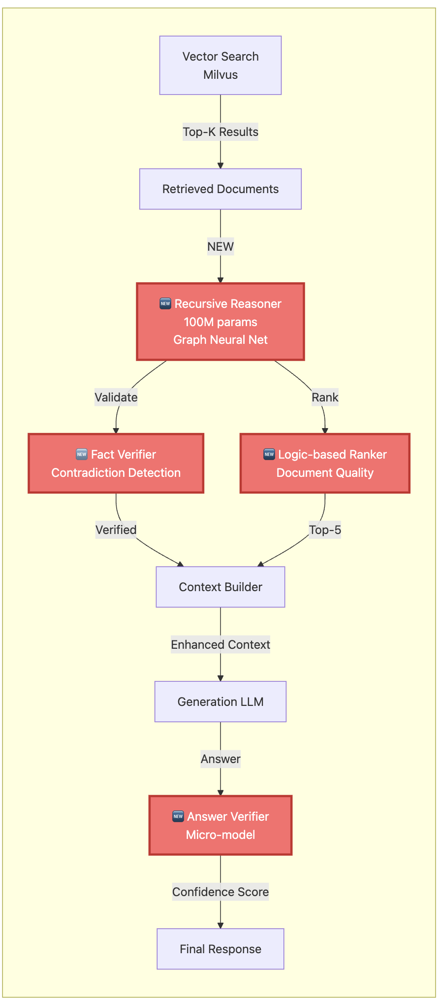 Vector Search
Milvus
Top-K Results
Retrieved Documents
NEW
🆕 Recursive Reasoner
100M params
Graph Neural Net
Validate
Rank
🆕 Fact Verifier
Contradiction Detection
🆕 Logic-based Ranker
Document Quality
Verified
Top-5
Context Builder
Enhanced Context
Generation LLM
Answer
🆕 Answer Verifier
Micro-model
Confidence Score
Final Response